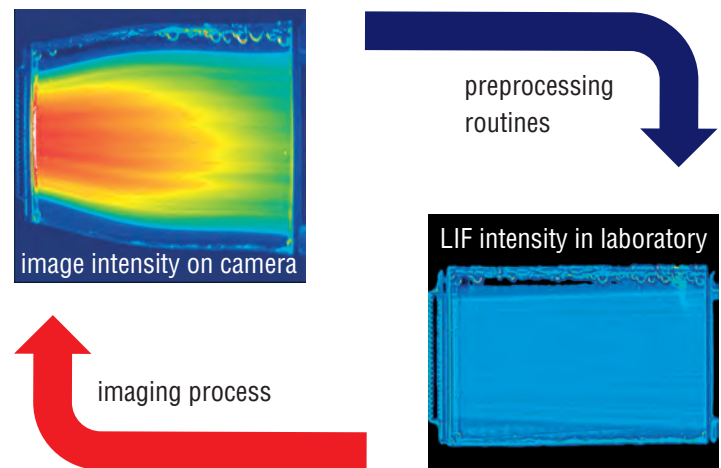 preprocessing
routines
image intensity on camera
LIF intensity in laboratory
imaging process